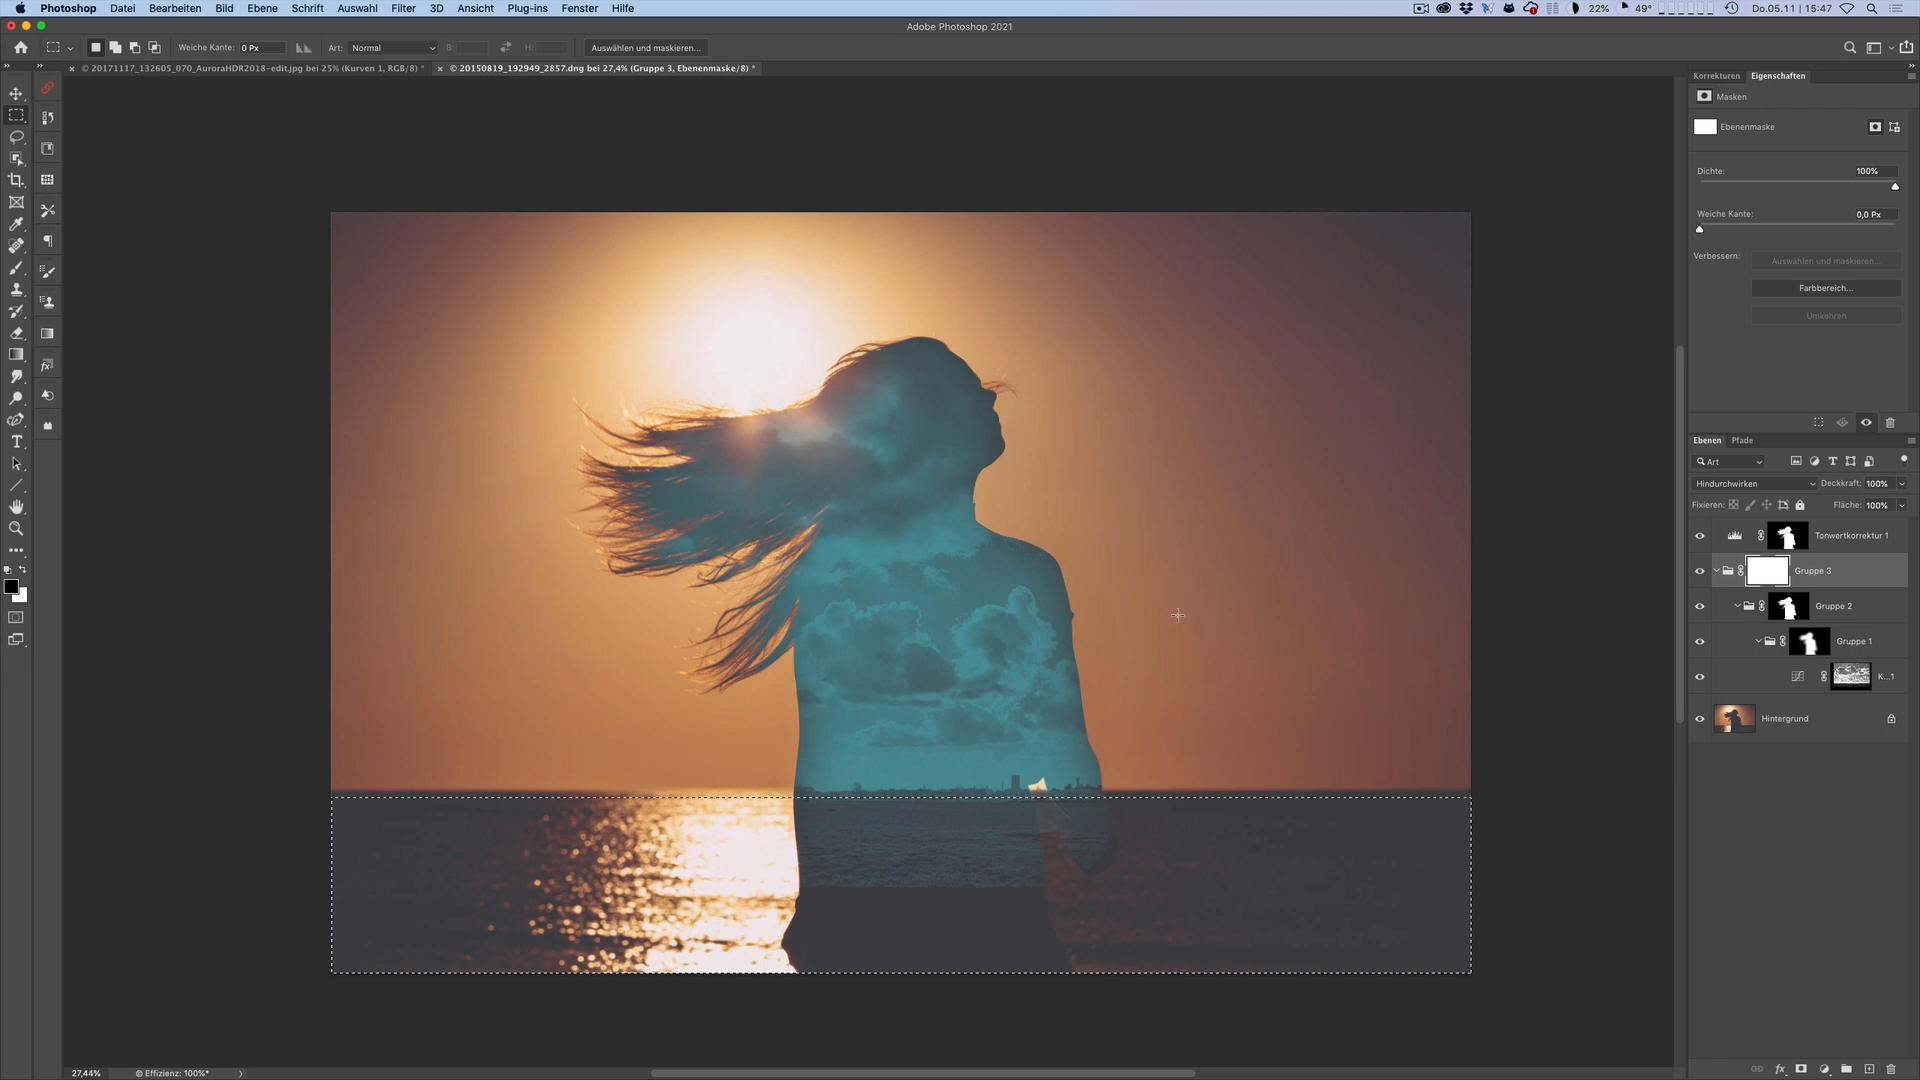 Photoshop Datei Bearbeiten Bild Ebene Schrift Auswahl Filter 3D Ansicht Plug-ins Fenster Hilfe 22% 49° Do.05.11 | 15:47
Adobe Photoshop 2021
Weiche Kante: 0 Px Art: Normal B: H: Auswählen und maskieren...
© 20171117_132605_070_AuroraHDR2018-edit.jpg bei 25% (Kurven 1, RGB/8) *
© 20150819_192949_2857.dng bei 27,4% (Gruppe 3, Ebenenmaske/8) *
Korrekturen Eigenschaften
Masken
Ebenenmaske
Dichte: 100%
Weiche Kante: 0,0 Px
Verbessern: Auswählen und maskieren...
Farbbereich...
Umkehren
Ebenen Pfade
Art
Hindurchwirken Deckkraft: 100%
Fixieren: Fläche: 100%
Tonwertkorrektur 1
Gruppe 3
Gruppe 2
Gruppe 1
K...1
Hintergrund
27,44% Effizienz: 100%*